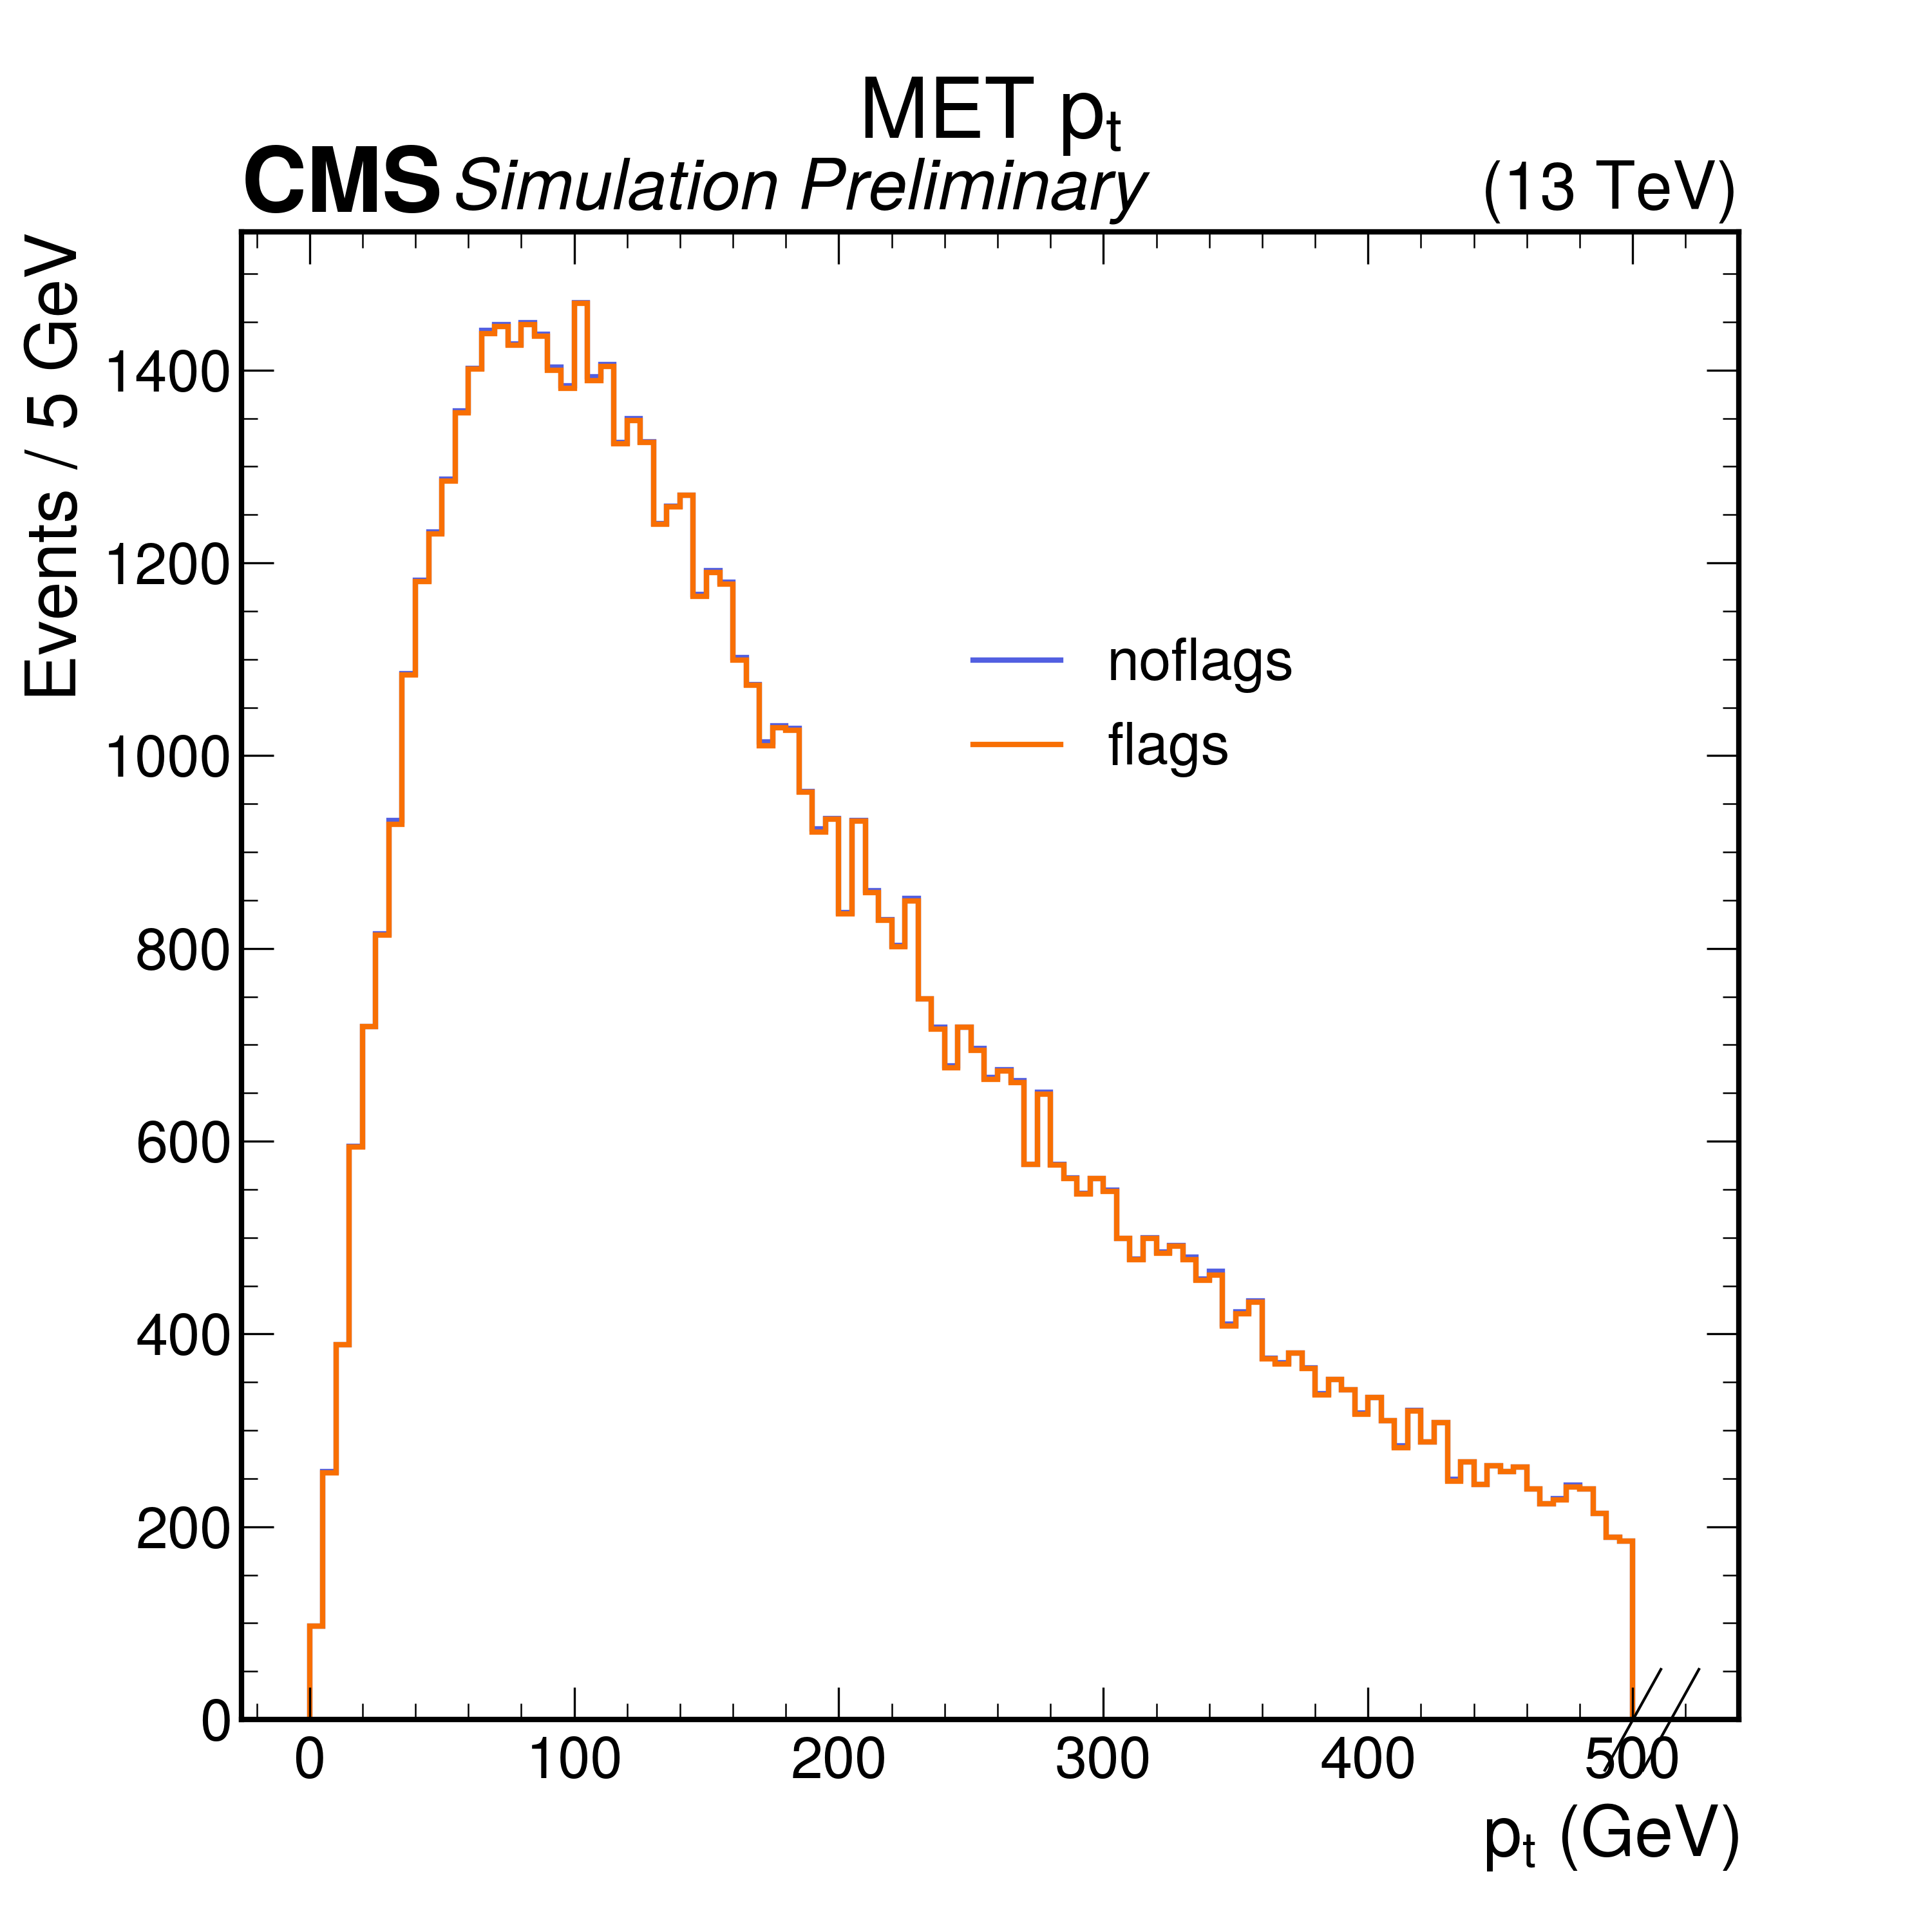 MET pt
CMS Simulation Preliminary (13 TeV)
Events / 5 GeV
1400
1200
1000
800
600
400
200
0
noflags
flags
0 100 200 300 400 500
pt (GeV)